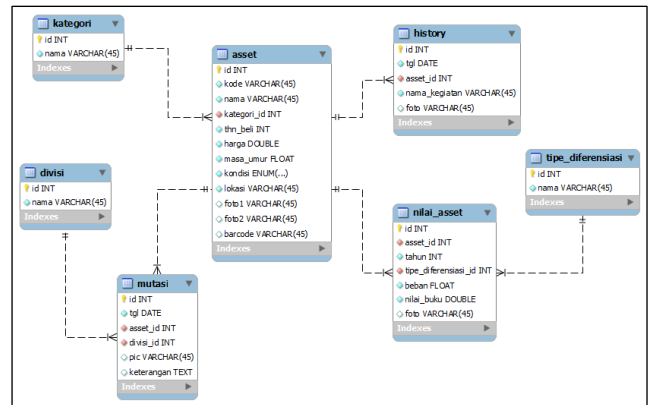 kategori
id INT
nama VARCHAR(45)
Indexes
asset
id INT
kode VARCHAR(45)
nama VARCHAR(45)
kategori_id INT
thn_beli INT
harga DOUBLE
masa_umur FLOAT
kondisi ENUM(...)
lokasi VARCHAR(45)
foto1 VARCHAR(45)
foto2 VARCHAR(45)
barcode VARCHAR(45)
Indexes
history
id INT
tgl DATE
asset_id INT
nama_kegiatan VARCHAR(45)
foto VARCHAR(45)
Indexes
divisi
id INT
nama VARCHAR(45)
Indexes
tipe_diferensiasi
id INT
nama VARCHAR(45)
Indexes
nilai_asset
id INT
asset_id INT
tahun INT
tipe_diferensiasi_id INT
beban FLOAT
nilai_buku DOUBLE
foto VARCHAR(45)
Indexes
mutasi
id INT
tgl DATE
asset_id INT
divisi_id INT
pic VARCHAR(45)
keterangan TEXT
Indexes